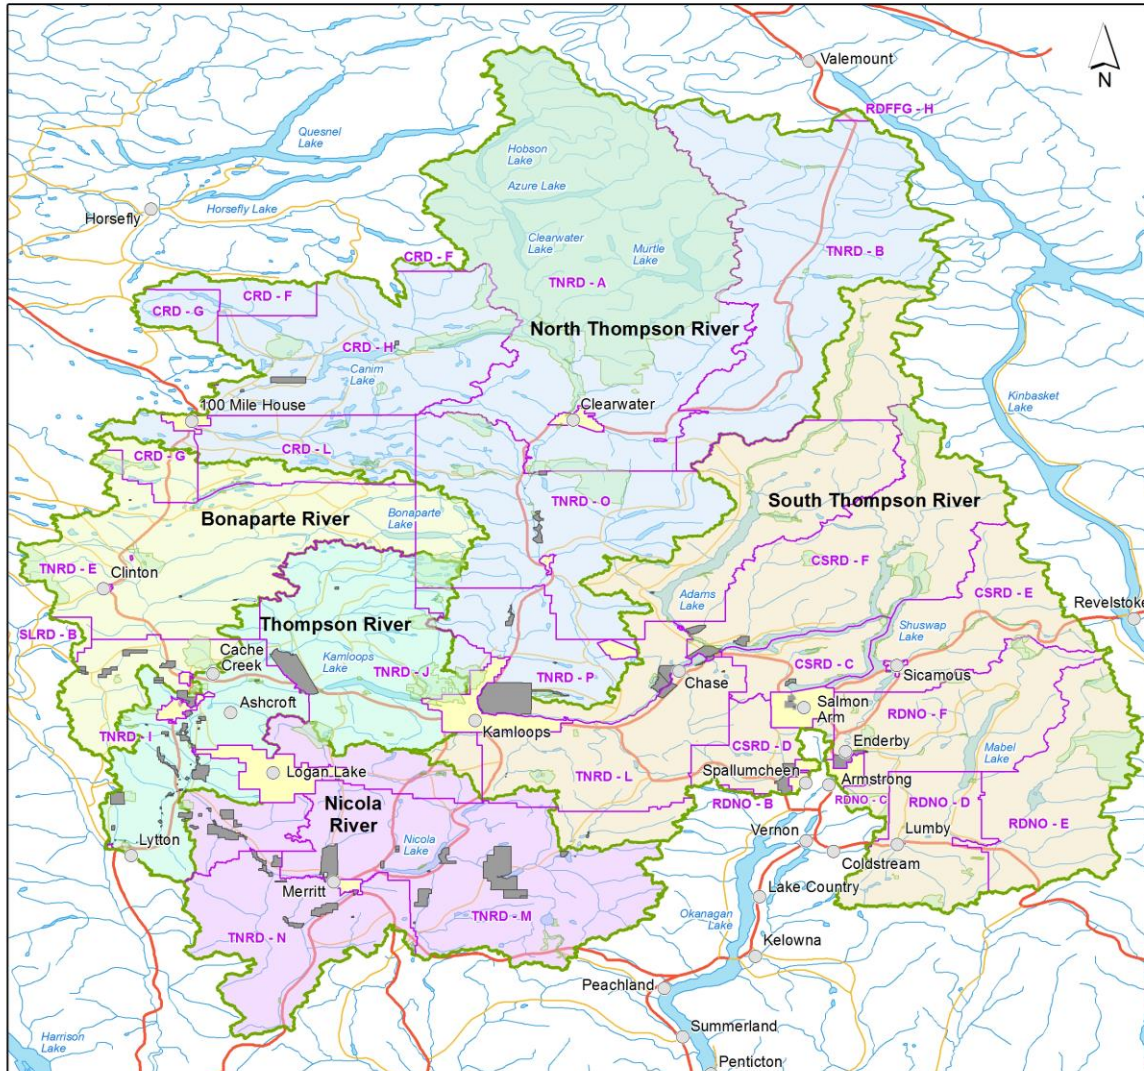 Valemount
N
RDFFG - H
Quesnel
Lake
Hobson
Lake
Azure Lake
Horsefly
Horsefly Lake
Clearwater
Lake
Murtle
Lake
TNRD - B
CRD - F
TNRD - A
CRD - F
CRD - G
North Thompson River
CRD - H
Canim
Lake
Kinbasket
Lake
100 Mile House
Clearwater
CRD - G
CRD - L
TNRD - O
South Thompson River
Bonaparte River
Bonaparte
Lake
CSRD - F
TNRD - E
Clinton
Adams
Lake
CSRD - E
Revelstoke
SLRD - B
Thompson River
Shuswap
Lake
Cache
Creek
Kamloops
Lake
TNRD - J
TNRD - P
Chase
CSRD - C
Sicamous
Ashcroft
Kamloops
Salmon
Arm
RDNO - F
TNRD - I
CSRD - D
Enderby
Mabel
Lake
Logan Lake
TNRD - L
Spallumcheen
Armstrong
RDNO - B
RDNO - C
RDNO - D
RDNO - E
Nicola
River
Nicola
Lake
Vernon
Lumby
Lytton
Coldstream
Merritt
Lake Country
TNRD - M
Okanagan
Lake
TNRD - N
Kelowna
Peachland
Harrison
Lake
Summerland
Penticton